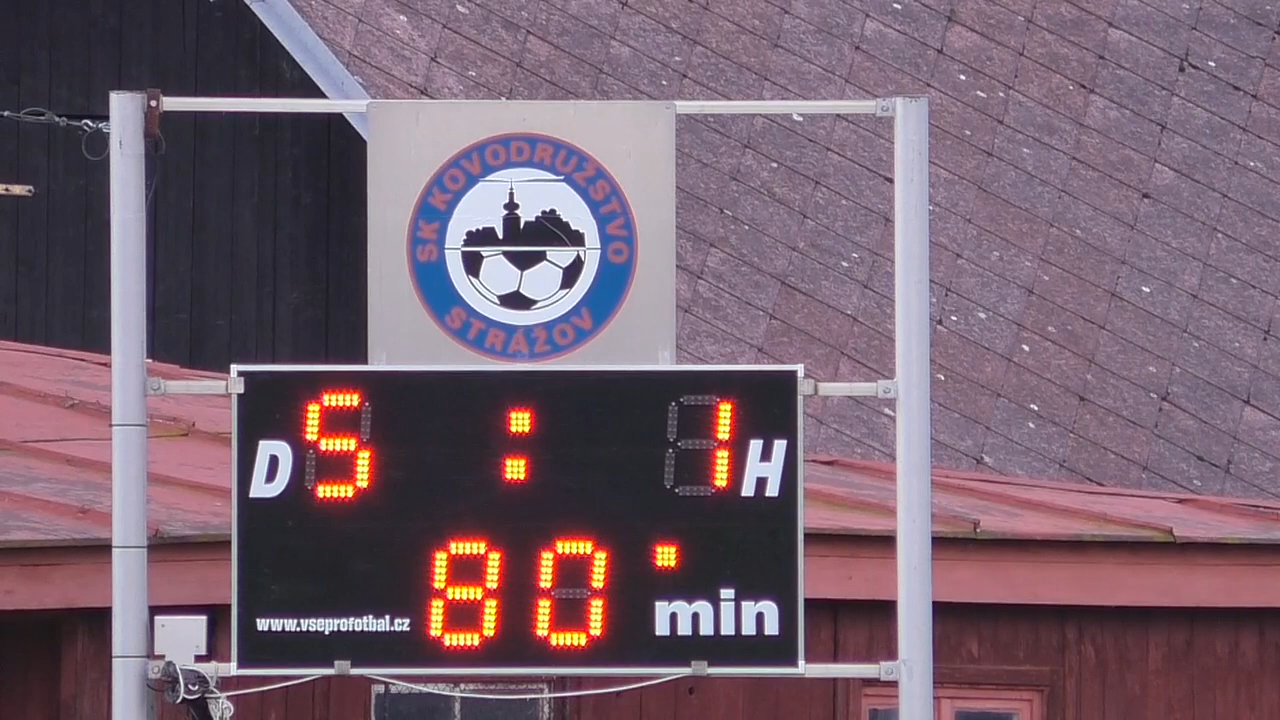 SK KOVODRUŽSTVO
STRÁŽOV
D 5 : 1 H
80
min
www.vseprofotbal.cz